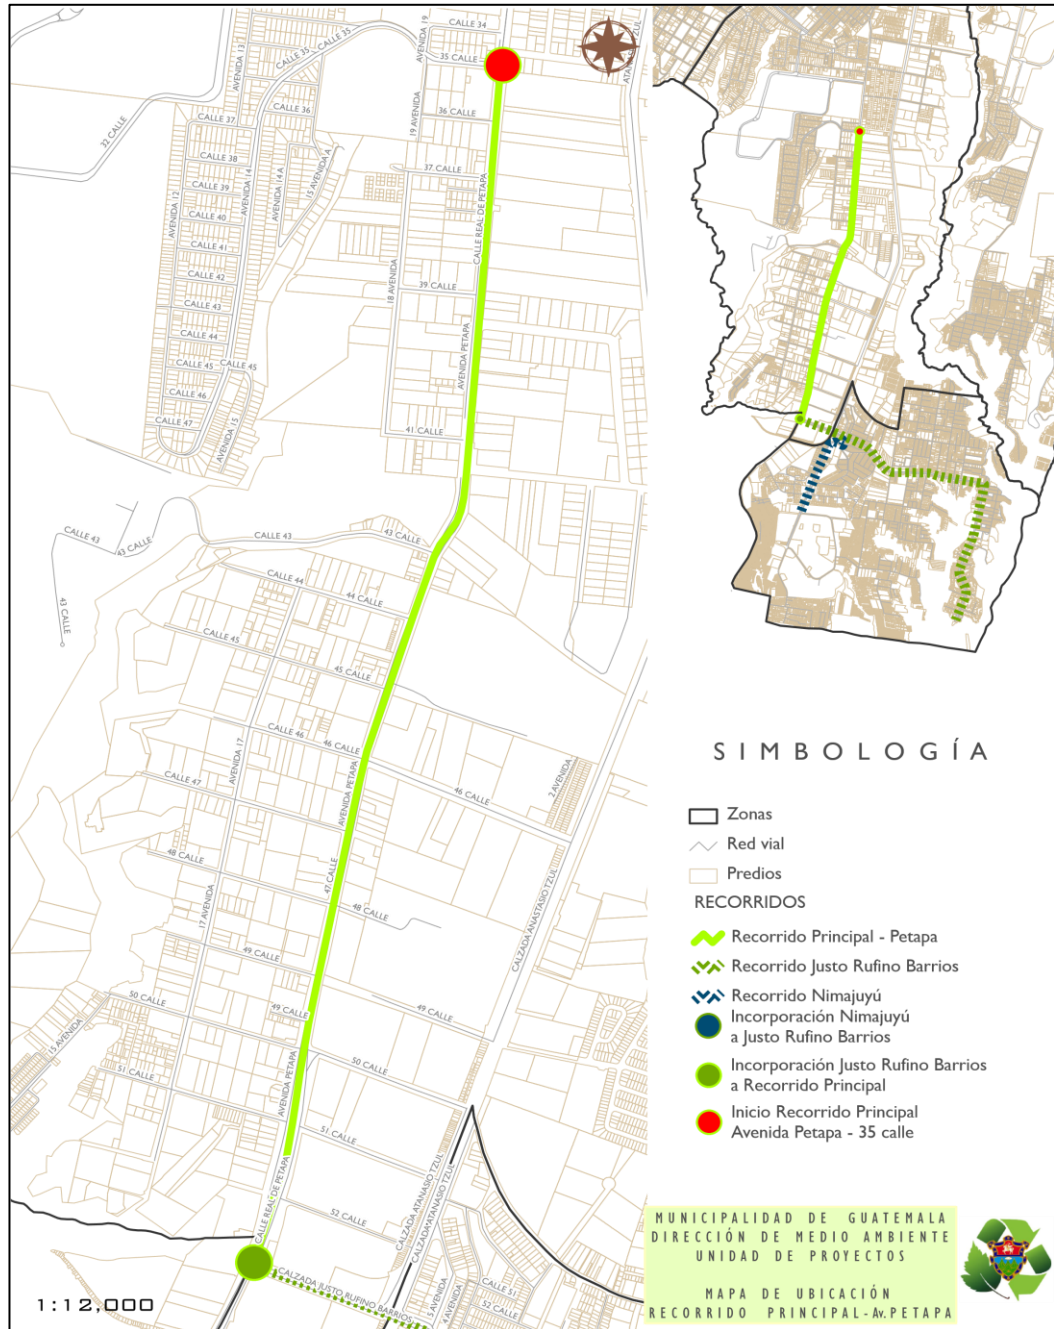 CALLE 34
AVENIDA 19
35 CALLE
ATANASIO TZUL
AVENIDA 13
CALLE 35
CALLE 35
32 CALLE
CALLE 36
36 CALLE
19 AVENIDA
CALLE 37
37 CALLE
CALLE 38
15 AVENIDA A
AVENIDA 14
AVENIDA 14 A
AVENIDA 12
CALLE 39
CALLE 40
CALLE 41
CALLE 42
CALLE 43
CALLE 44
CALLE 45
CALLE 45
CALLE 46
CALLE 47
AVENIDA 15
18 AVENIDA
CALLE REAL DE PETAPA
39 CALLE
AVENIDA PETAPA
41 CALLE
CALLE 43
43 CALLE
CALLE 43
43 CALLE
43 CALLE
CALLE 44
44 CALLE
CALLE 45
45 CALLE
CALLE 46
46 CALLE
46 CALLE
AVENIDA 17
AVENIDA PETAPA
2 AVENIDA
CALLE 47
47 CALLE
48 CALLE
48 CALLE
17 AVENIDA
CALZADA ANASTASIO TZUL
49 CALLE
49 CALLE
49 CALLE
50 CALLE
50 CALLE
15 AVENIDA
51 CALLE
AVENIDA PETAPA
51 CALLE
CALLE REAL DE PETAPA
52 CALLE
CALZADA ATANASIO TZUL
CALZADA ATANASIO TZUL
CALZADA JUSTO RUFINO BARRIOS
5 AVENIDA
4 AVENIDA
CALLE 51
52 CALLE
1:12,000
SIMBOLOGÍA
Zonas
Red vial
Predios
RECORRIDOS
Recorrido Principal - Petapa
Recorrido Justo Rufino Barrios
Recorrido Nimajuyú
Incorporación Nimajuyú
a Justo Rufino Barrios
Incorporación Justo Rufino Barrios
a Recorrido Principal
Inicio Recorrido Principal
Avenida Petapa - 35 calle
MUNICIPALIDAD DE GUATEMALA
DIRECCIÓN DE MEDIO AMBIENTE
UNIDAD DE PROYECTOS
MAPA DE UBICACIÓN
RECORRIDO PRINCIPAL-Av.PETAPA